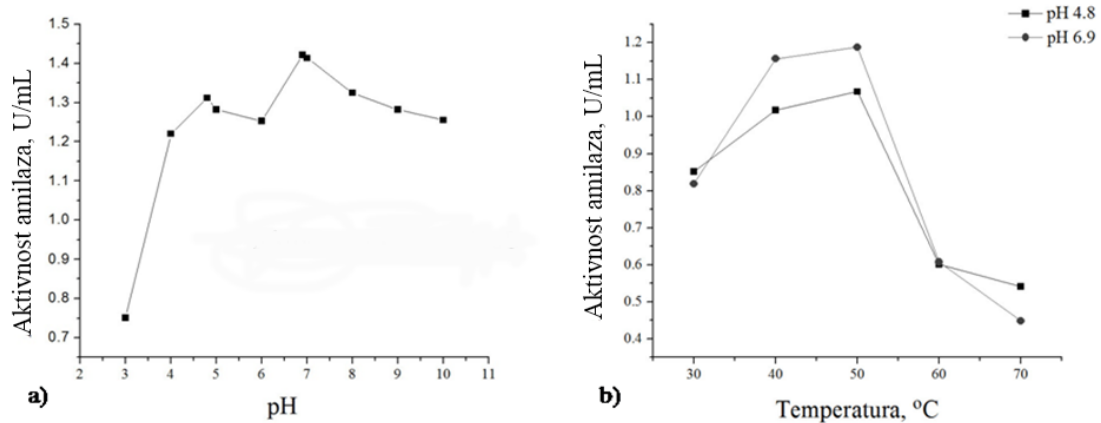 Aktivnost amilaza, U/mL
1.5
1.4
1.3
1.2
1.1
1.0
0.9
0.8
0.7
2 3 4 5 6 7 8 9 10 11
pH
a)
pH 4.8
pH 6.9
Aktivnost amilaza, U/mL
1.2
1.1
1.0
0.9
0.8
0.7
0.6
0.5
0.4
30 40 50 60 70
Temperatura, °C
b)